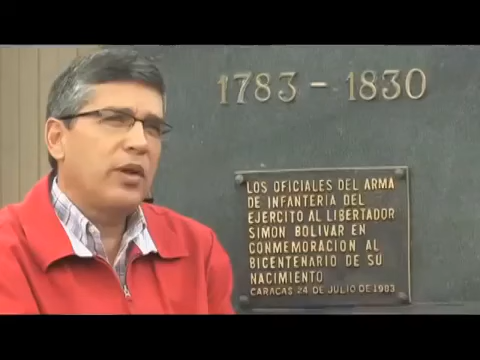 1783 - 1830
LOS OFICIALES DEL ARMA
DE INFANTERIA DEL
EJERCITO AL LIBERTADOR
SIMON BOLIVAR EN
CONMEMORACION AL
BICENTENARIO DE SU
NACIMIENTO
CARACAS 24 DE JULIO DE 1983